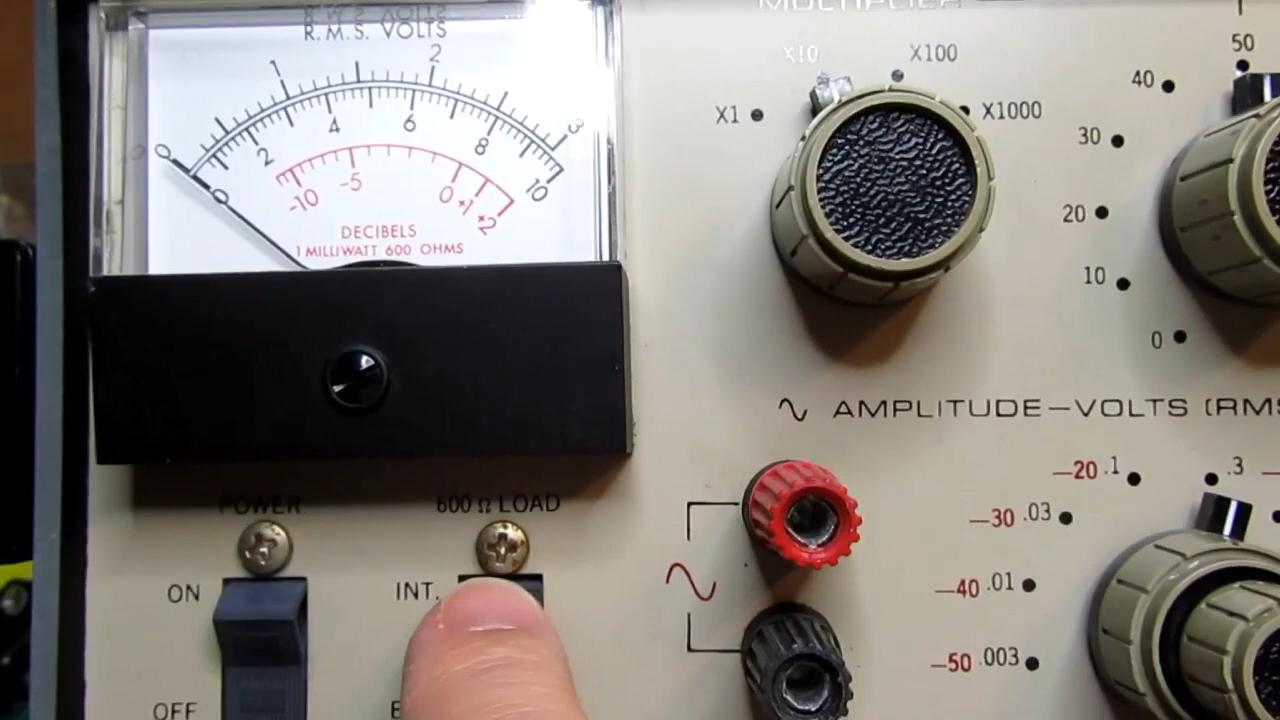 R.M.S. VOLTS
0 1 2 3
0 2 4 6 8 10
-10 -5 0 +1 +2
DECIBELS
1 MILLIWATT 600 OHMS
MULTIPLIER
X1 X10 X100 X1000
50
40
30
20
10
0
AMPLITUDE-VOLTS (RMS
POWER
ON
OFF
600 Ω LOAD
INT.
-20 .1
.3
-30 .03
-40 .01
-50 .003